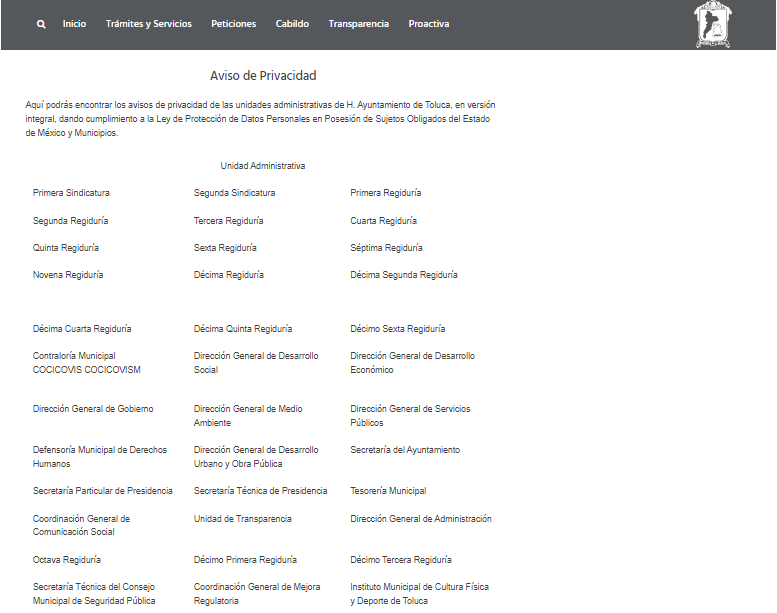 Inicio Trámites y Servicios Peticiones Cabildo Transparencia Proactiva
Aviso de Privacidad
Aquí podrás encontrar los avisos de privacidad de las unidades administrativas de H. Ayuntamiento de Toluca, en versión
integral, dando cumplimiento a la Ley de Protección de Datos Personales en Posesión de Sujetos Obligados del Estado
de México y Municipios.
Unidad Administrativa
Primera Sindicatura Segunda Sindicatura Primera Regiduría
Segunda Regiduría Tercera Regiduría Cuarta Regiduría
Quinta Regiduría Sexta Regiduría Séptima Regiduría
Novena Regiduría Décima Regiduría Décima Segunda Regiduría
Décima Cuarta Regiduría Décima Quinta Regiduría Décimo Sexta Regiduría
Contraloría Municipal Dirección General de Desarrollo Dirección General de Desarrollo
COCICOVIS COCICOVISM Social Económico
Dirección General de Gobierno Dirección General de Medio Dirección General de Servicios
Ambiente Públicos
Defensoría Municipal de Derechos Dirección General de Desarrollo Secretaría del Ayuntamiento
Humanos Urbano y Obra Pública
Secretaría Particular de Presidencia Secretaría Técnica de Presidencia Tesorería Municipal
Coordinación General de Unidad de Transparencia Dirección General de Administración
Comunicación Social
Octava Regiduría Décimo Primera Regiduría Décimo Tercera Regiduría
Secretaría Técnica del Consejo Coordinación General de Mejora Instituto Municipal de Cultura Física
Municipal de Seguridad Pública Regulatoria y Deporte de Toluca